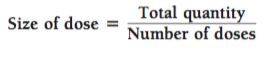 Size of dose = Total quantity
Number of doses